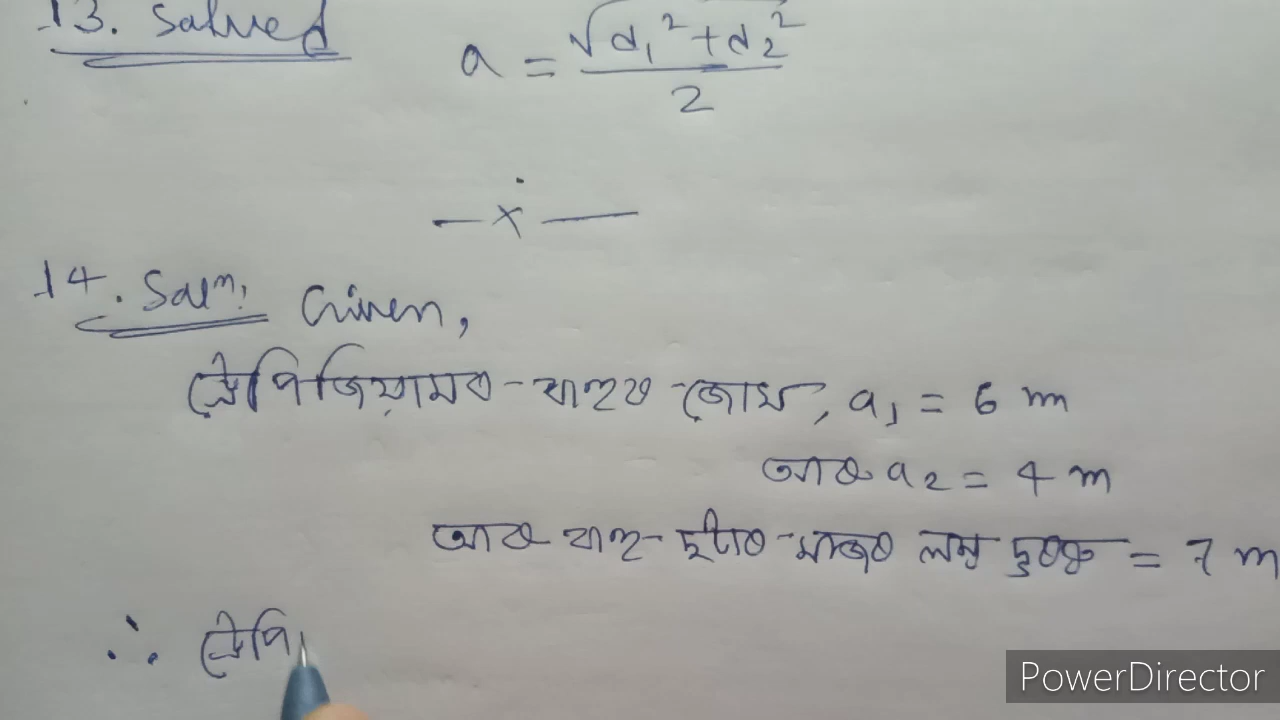 13. Solved
a = √d₁² + d₂² / 2
— x —
14. Solⁿ. Given,
ট্ৰেপিজিয়ামৰ বাহুৰ জোখ, a₁ = 6 m
আৰু a₂ = 4 m
আৰু বাহু দুটাৰ মাজৰ লম্ব দুৰত্ব = 7 m
∴ ট্ৰেপি
PowerDirector